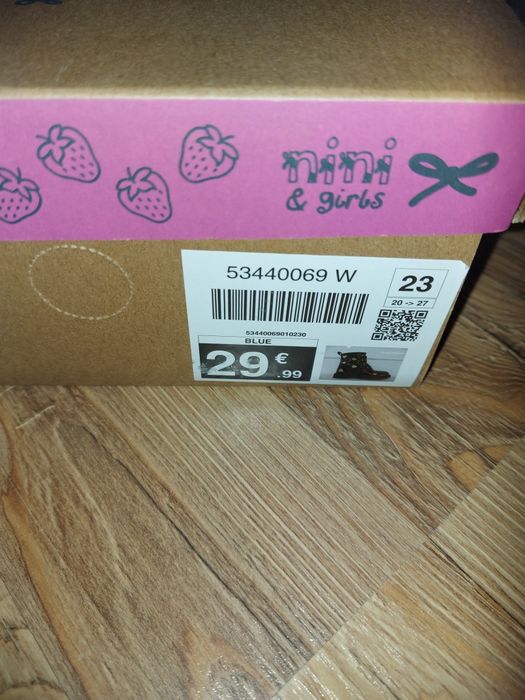 nini
& girls
53440069 W
23
20 -> 27
53440069010230
BLUE
29 €
.99